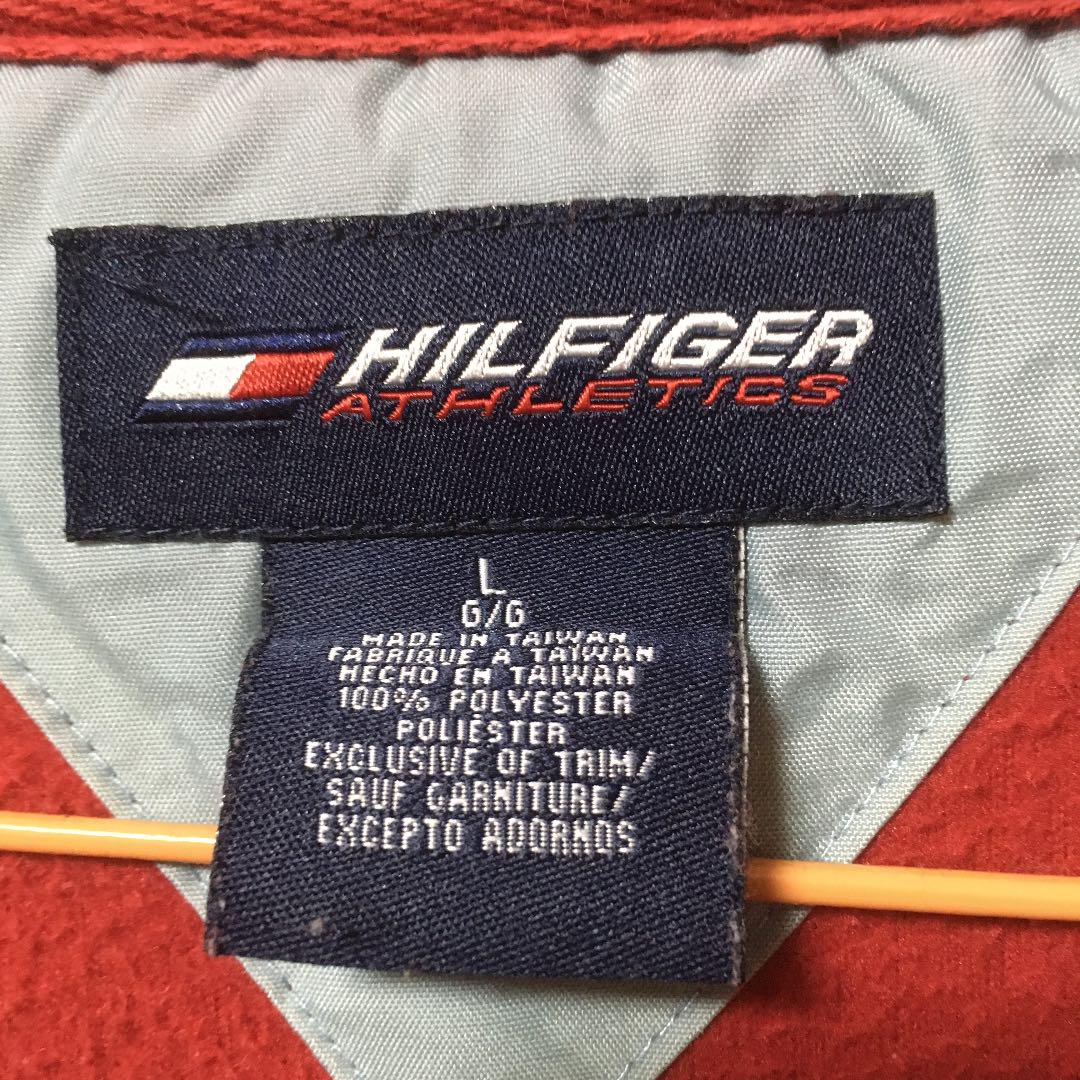 HILFIGER
ATHLETICS
L
G/G
MADE IN TAIWAN
FABRIQUE A TAIWAN
HECHO EN TAIWAN
100% POLYESTER
POLIÉSTER
EXCLUSIVE OF TRIM/
SAUF GARNITURE/
EXCEPTO ADORNOS